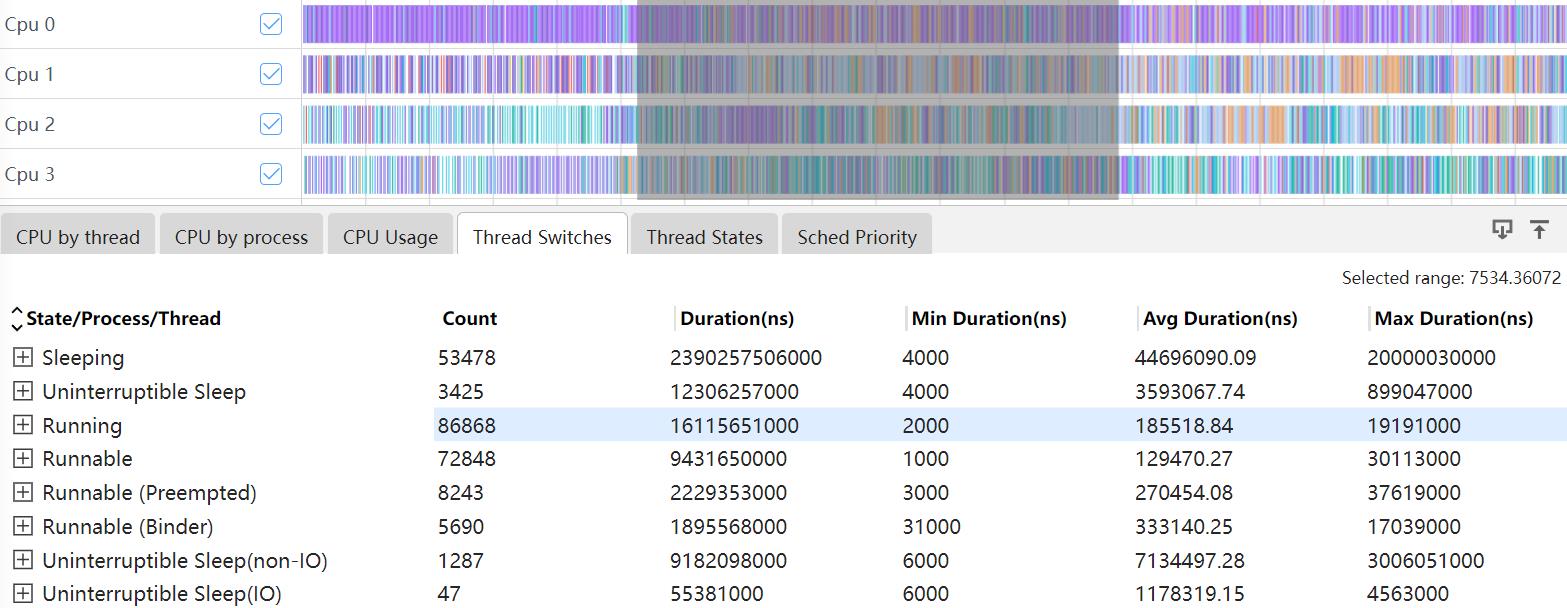 Cpu 0
Cpu 1
Cpu 2
Cpu 3
CPU by thread CPU by process CPU Usage Thread Switches Thread States Sched Priority
Selected range: 7534.36072
State/Process/Thread Count Duration(ns) Min Duration(ns) Avg Duration(ns) Max Duration(ns)
Sleeping 53478 2390257506000 4000 44696090.09 20000030000
Uninterruptible Sleep 3425 12306257000 4000 3593067.74 899047000
Running 86868 16115651000 2000 185518.84 19191000
Runnable 72848 9431650000 1000 129470.27 30113000
Runnable (Preempted) 8243 2229353000 3000 270454.08 37619000
Runnable (Binder) 5690 1895568000 31000 333140.25 17039000
Uninterruptible Sleep(non-IO) 1287 9182098000 6000 7134497.28 3006051000
Uninterruptible Sleep(IO) 47 55381000 6000 1178319.15 4563000